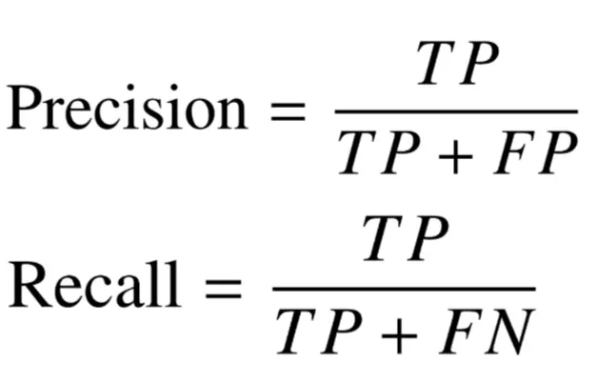 Precision = TP / TP + FP
Recall = TP / TP + FN